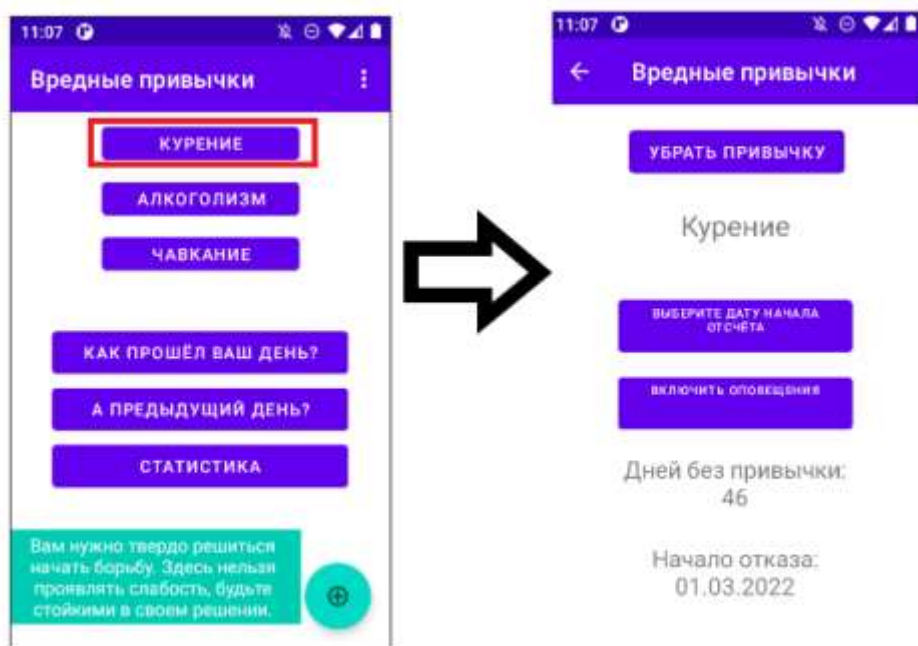 11:07
Вредные привычки
КУРЕНИЕ
АЛКОГОЛИЗМ
ЧАВКАНИЕ
КАК ПРОШЁЛ ВАШ ДЕНЬ?
А ПРЕДЫДУЩИЙ ДЕНЬ?
СТАТИСТИКА
Вам нужно твердо решиться
начать борьбу. Здесь нельзя
проявлять слабость, будьте
стойкими в своем решении.
11:07
Вредные привычки
УБРАТЬ ПРИВЫЧКУ
Курение
ВЫБЕРИТЕ ДАТУ НАЧАЛА
ОТСЧЁТА
ВКЛЮЧИТЬ ОПОВЕЩЕНИЯ
Дней без привычки:
46
Начало отказа:
01.03.2022